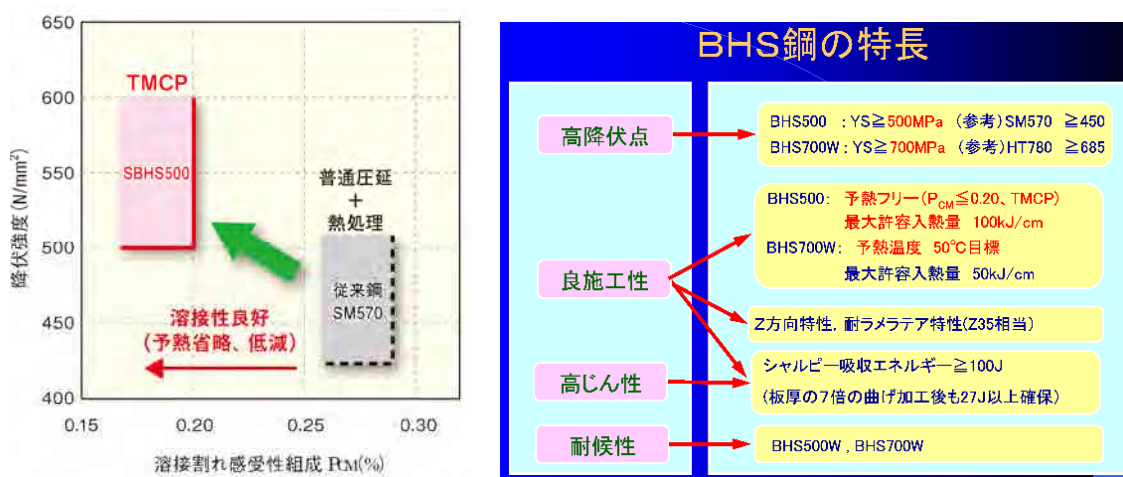 650
600
550
500
450
400
降伏強度(N/mm²)
TMCP
SBHS500
普通圧延
+
熱処理
従来鋼
SM570
溶接性良好
(予熱省略、低減)
0.15
0.20
0.25
0.30
溶接割れ感受性組成 PCM(%)
BHS鋼の特長
高降伏点
BHS500 :YS≧500MPa (参考)SM570 ≧450
BHS700W:YS≧700MPa (参考)HT780 ≧685
良施工性
BHS500: 予熱フリー(PCM≦0.20、TMCP)
最大許容入熱量 100kJ/cm
BHS700W: 予熱温度 50℃目標
最大許容入熱量 50kJ/cm
Z方向特性, 耐ラメラテア特性(Z35相当)
高じん性
シャルピー吸収エネルギー≧100J
(板厚の7倍の曲げ加工後も27J以上確保)
耐候性
BHS500W , BHS700W